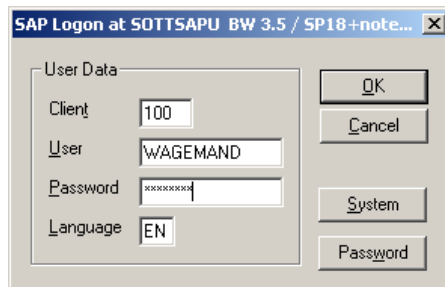 SAP Logon at SOTTSAPU BW 3.5 / SP18+note...
User Data
Client 100
User WAGEMAND
Password ********
Language EN
OK
Cancel
System
Password